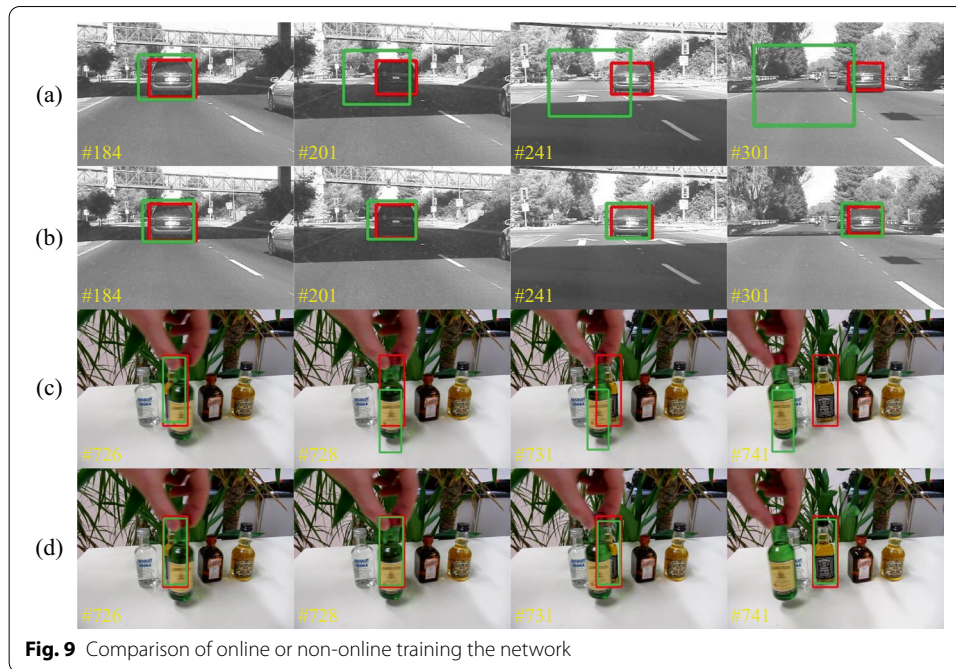 (a)
#184 #201 #241 #301
(b)
#184 #201 #241 #301
(c)
#726 #728 #731 #741
(d)
#726 #728 #731 #741
Fig. 9 Comparison of online or non-online training the network